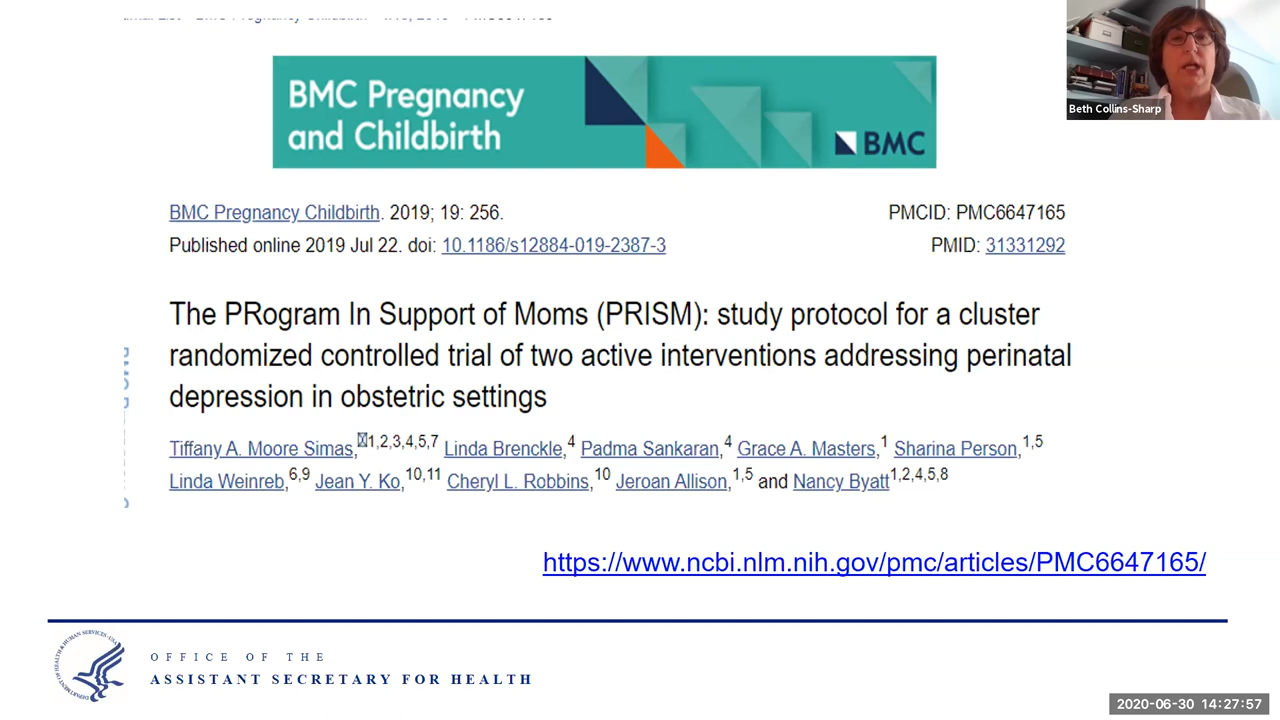 BMC Pregnancy
and Childbirth
BMC
Beth Collins-Sharp
BMC Pregnancy Childbirth. 2019; 19: 256.
PMCID: PMC6647165
Published online 2019 Jul 22. doi: 10.1186/s12884-019-2387-3
PMID: 31331292
The PRogram In Support of Moms (PRISM): study protocol for a cluster
randomized controlled trial of two active interventions addressing perinatal
depression in obstetric settings
Tiffany A. Moore Simas,1,2,3,4,5,7 Linda Brenckle,4 Padma Sankaran,4 Grace A. Masters,1 Sharina Person,1,5
Linda Weinreb,6,9 Jean Y. Ko,10,11 Cheryl L. Robbins,10 Jeroan Allison,1,5 and Nancy Byatt1,2,4,5,8
https://www.ncbi.nlm.nih.gov/pmc/articles/PMC6647165/
DEPARTMENT OF HEALTH & HUMAN SERVICES·USA
OFFICE OF THE
ASSISTANT SECRETARY FOR HEALTH
2020-06-30 14:27:57